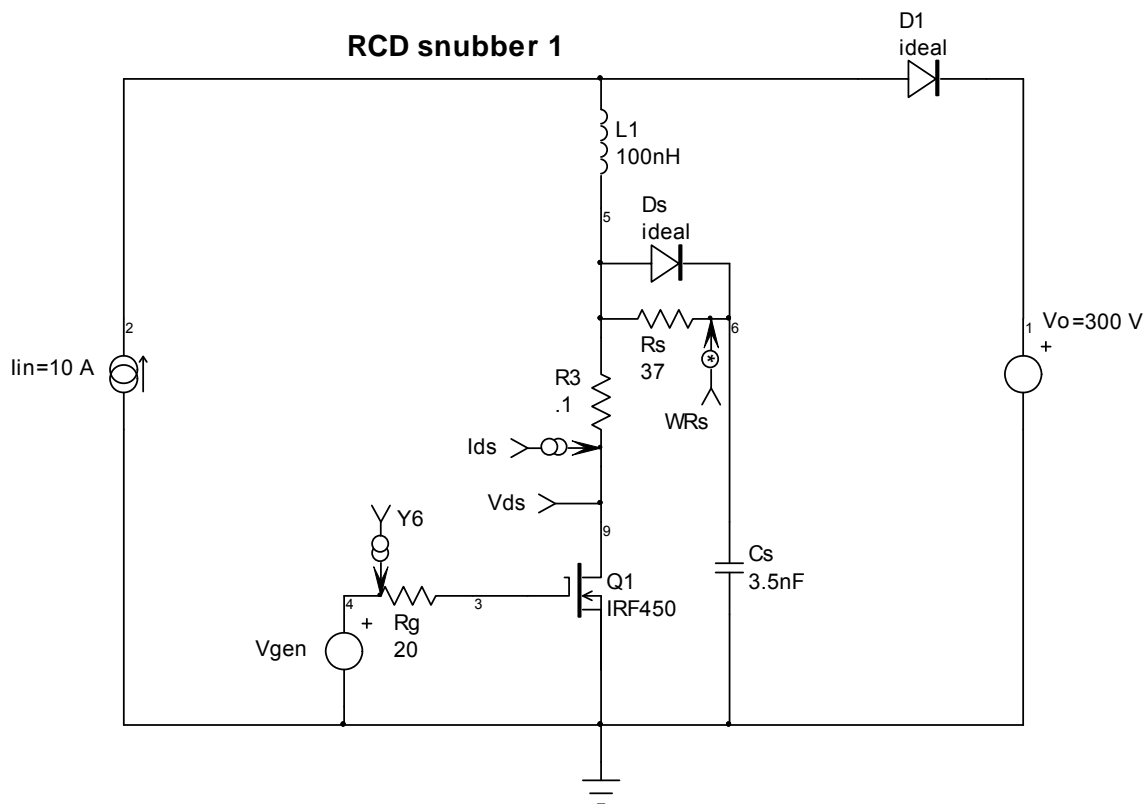 RCD snubber 1
D1
ideal
L1
100nH
5
Ds
ideal
2
Iin=10 A
Rs
37
6
WRs
1
Vo=300 V
+
R3
.1
Ids
Vds
9
Y6
Cs
3.5nF
Q1
IRF450
4
+
Rg
20
3
Vgen